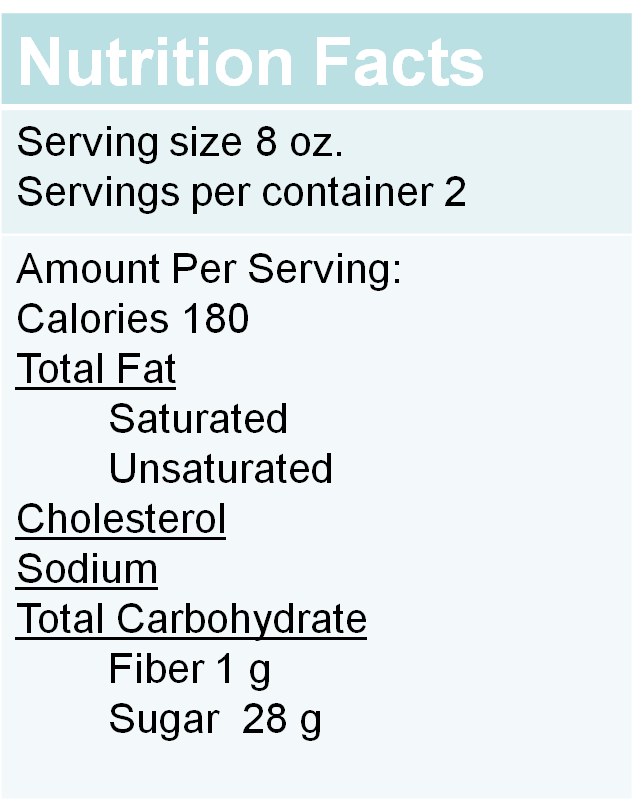 Nutrition Facts
Serving size 8 oz.
Servings per container 2
Amount Per Serving:
Calories 180
Total Fat
Saturated
Unsaturated
Cholesterol
Sodium
Total Carbohydrate
Fiber 1 g
Sugar  28 g